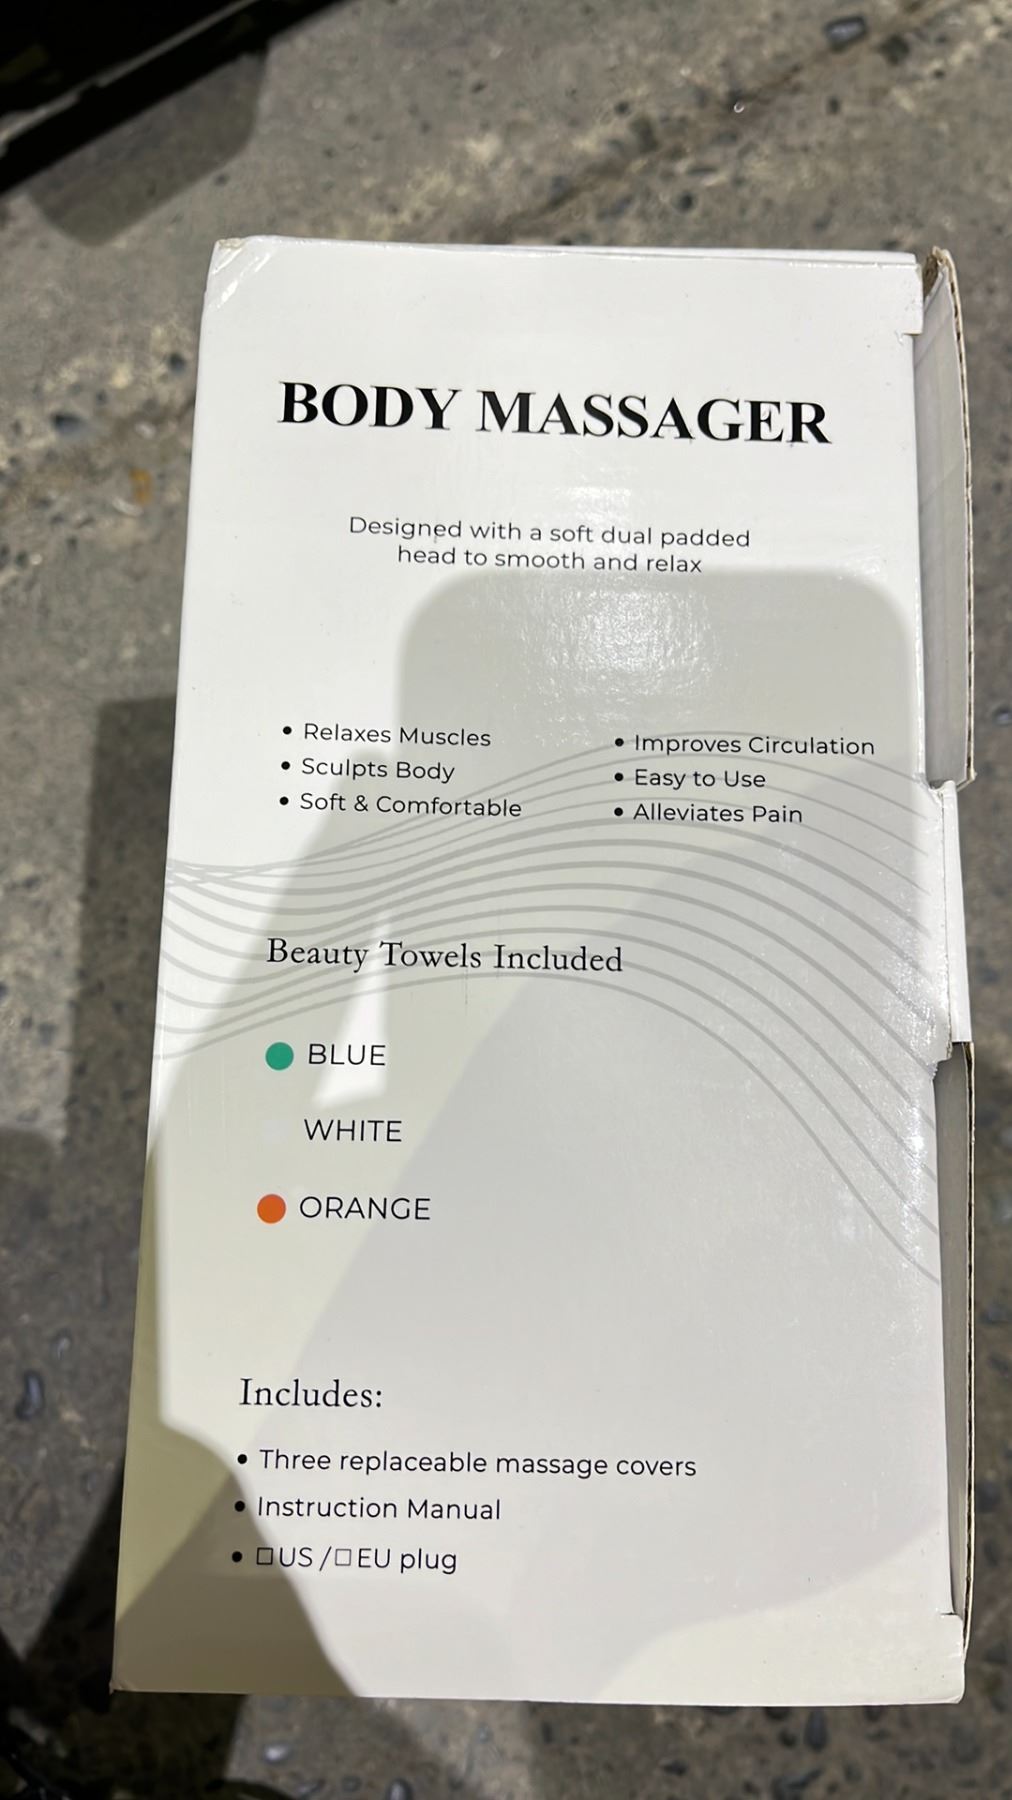 BODY MASSAGER
Designed with a soft dual padded
head to smooth and relax
• Relaxes Muscles
• Sculpts Body
• Soft & Comfortable
• Improves Circulation
• Easy to Use
• Alleviates Pain
Beauty Towels Included
BLUE
WHITE
ORANGE
Includes:
• Three replaceable massage covers
• Instruction Manual
• □US /□EU plug